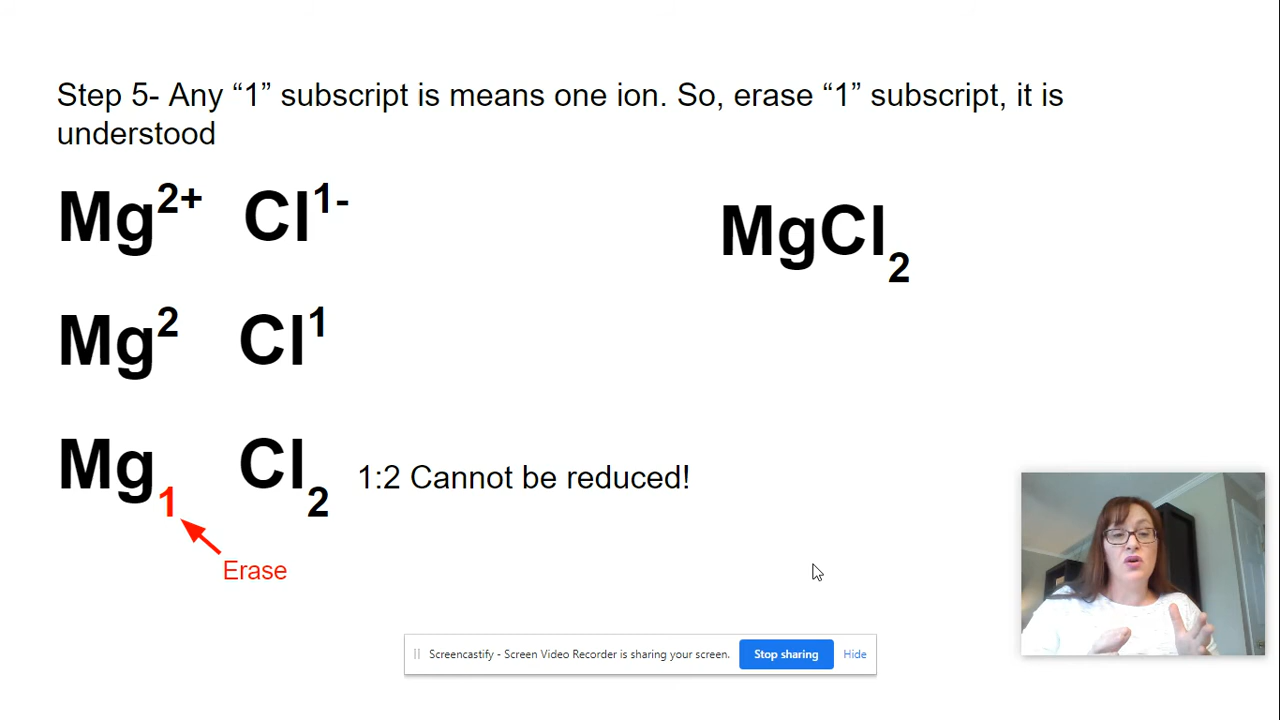 Step 5- Any “1” subscript is means one ion. So, erase “1” subscript, it is
understood
Mg²⁺ Cl¹⁻
MgCl₂
Mg² Cl¹
Mg₁ Cl₂ 1:2 Cannot be reduced!
Erase
Screencastify - Screen Video Recorder is sharing your screen. Stop sharing Hide